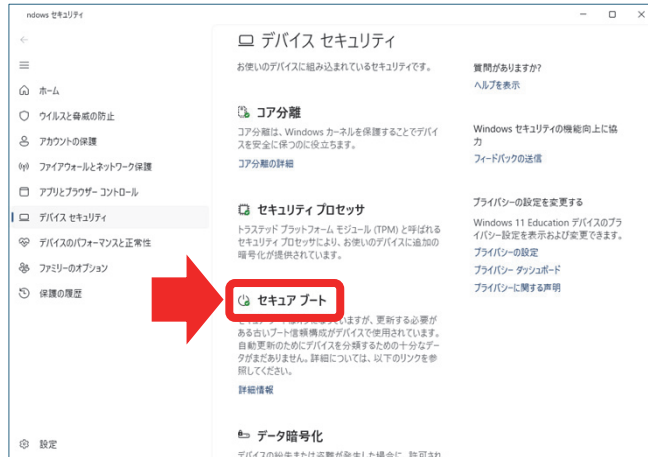 ndows セキュリティ
デバイス セキュリティ
お使いのデバイスに組み込まれているセキュリティです。
ホーム
ウイルスと脅威の防止
アカウントの保護
ファイアウォールとネットワーク保護
アプリとブラウザー コントロール
デバイス セキュリティ
デバイスのパフォーマンスと正常性
ファミリーのオプション
保護の履歴
設定
コア分離
コア分離は、Windows カーネルを保護することでデバイ
スを安全に保つのに役立ちます。
コア分離の詳細
セキュリティ プロセッサ
トラステッド プラットフォーム モジュール (TPM) と呼ばれる
セキュリティ プロセッサにより、お使いのデバイスに追加の
暗号化が提供されています。
セキュア ブート
ますが、更新する必要が
ある古いブート信頼構成がデバイスで使用されています。
自動更新のためにデバイスを分類するための十分なデー
タがまだありません。詳細については、以下のリンクを参
照してください。
詳細情報
データ暗号化
デバイスの紛失または盗難が発生した場合に、許可され
質問がありますか?
ヘルプを表示
Windows セキュリティの機能向上に協
力
フィードバックの送信
プライバシーの設定を変更する
Windows 11 Education デバイスのプラ
イバシー設定を表示および変更できます。
プライバシーの設定
プライバシー ダッシュボード
プライバシーに関する声明